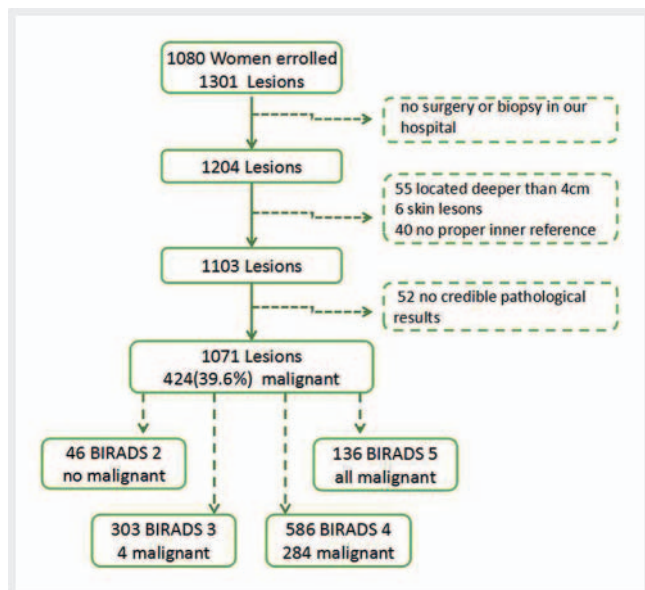 1080 Women enrolled
1301 Lesions
no surgery or biopsy in our
hospital
1204 Lesions
55 located deeper than 4cm
6 skin lesons
40 no proper inner reference
1103 Lesions
52 no credible pathological
results
1071 Lesions
424(39.6%) malignant
46 BIRADS 2
no malignant
136 BIRADS 5
all malignant
303 BIRADS 3
4 malignant
586 BIRADS 4
284 malignant